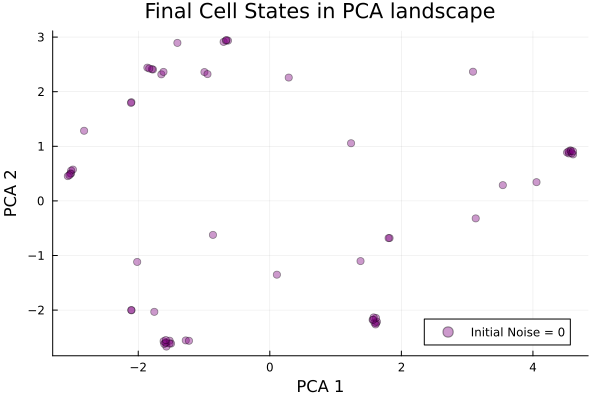 Final Cell States in PCA landscape
3
2
1
0
−1
−2
PCA 2
−2
0
2
4
PCA 1
Initial Noise = 0